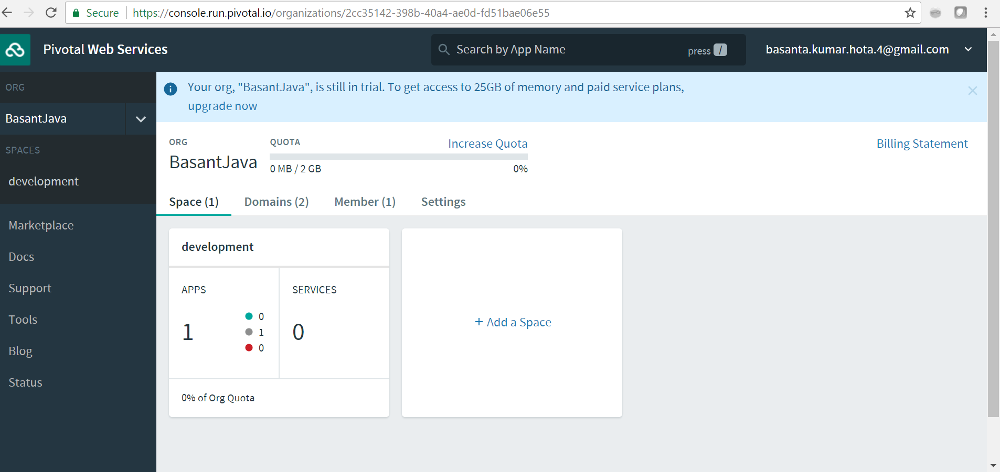 Secure https://console.run.pivotal.io/organizations/2cc35142-398b-40a4-ae0d-fd51bae06e55
Pivotal Web Services
Search by App Name
press /
basanta.kumar.hota.4@gmail.com
ORG
BasantJava
SPACES
development
Marketplace
Docs
Support
Tools
Blog
Status
Your org, "BasantJava", is still in trial. To get access to 25GB of memory and paid service plans,
upgrade now
ORG
BasantJava
QUOTA
Increase Quota
0 MB / 2 GB
0%
Billing Statement
Space (1)
Domains (2)
Member (1)
Settings
development
APPS
1
0
1
0
SERVICES
0
0% of Org Quota
+ Add a Space